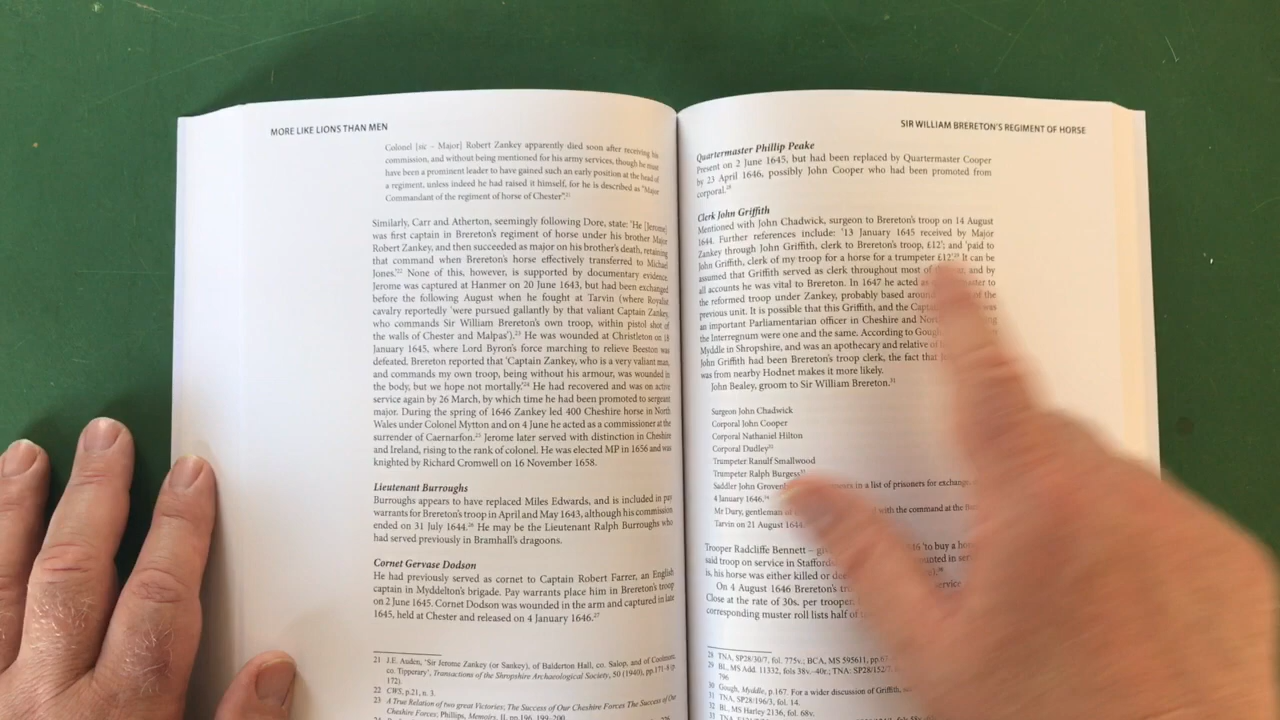 MORE LIKE LIONS THAN MEN
Colonel [sic – Major] Robert Zankey apparently died soon after receiving his
commission, and without being mentioned for his army services, though he must
have been a prominent leader to have gained such an early position at the head of
a regiment, unless indeed he had raised it himself, for he is described as "Major
Commandant of the regiment of horse of Chester".21
Similarly, Carr and Atherton, seemingly following Dore, state: 'He [Jerome]
was first captain in Brereton's regiment of horse under his brother Major
Robert Zankey, and then succeeded as major on his brother's death, retaining
that command when Brereton's horse effectively transferred to Michael
Jones.'22 None of this, however, is supported by documentary evidence.
Jerome was captured at Hanmer on 20 June 1643, but had been exchanged
before the following August when he fought at Tarvin (where Royalist
cavalry reportedly 'were pursued gallantly by that valiant Captain Zankey
who commands Sir William Brereton's own troop, within pistol shot of
the walls of Chester and Malpas').23 He was wounded at Christleton on 18
January 1645, where Lord Byron's force marching to relieve Beeston was
defeated. Brereton reported that 'Captain Zankey, who is a very valiant man,
and commands my own troop, being without his armour, was wounded in
the body, but we hope not mortally.'24 He had recovered and was on active
service again by 26 March, by which time he had been promoted to sergeant
major. During the spring of 1646 Zankey led 400 Cheshire horse in North
Wales under Colonel Mytton and on 4 June he acted as a commissioner at the
surrender of Caernarfon.25 Jerome later served with distinction in Cheshire
and Ireland, rising to the rank of colonel. He was elected MP in 1656 and was
knighted by Richard Cromwell on 16 November 1658.
Lieutenant Burroughs
Burroughs appears to have replaced Miles Edwards, and is included in pay
warrants for Brereton's troop in April and May 1643, although his commission
ended on 31 July 1644.26 He may be the Lieutenant Ralph Burroughs who
had served previously in Bramhall's dragoons.
Cornet Gervase Dodson
He had previously served as cornet to Captain Robert Farrer, an English
captain in Myddelton's brigade. Pay warrants place him in Brereton's troop
on 2 June 1645. Cornet Dodson was wounded in the arm and captured in late
1645, held at Chester and released on 4 January 1646.27
21 J.E. Auden, 'Sir Jerome Zankey (or Sankey), of Balderton Hall, co. Salop, and of Coolmore,
co. Tipperary', Transactions of the Shropshire Archaeological Society, 50 (1940), pp.171–8 (p.
172).
22 CWS, p.21, n. 3.
23 A True Relation of two great Victories; The Success of Our Cheshire Forces The Success of Our
Cheshire Forces; Phillips, Memoirs, II, pp.196, 199–200.
SIR WILLIAM BRERETON'S REGIMENT OF HORSE
Quartermaster Phillip Peake
Present on 2 June 1645, but had been replaced by Quartermaster Cooper
by 23 April 1646, possibly John Cooper who had been promoted from
corporal.28
Clerk John Griffith
Mentioned with John Chadwick, surgeon to Brereton's troop on 14 August
1644. Further references include: '13 January 1645 received by Major
Zankey through John Griffith, clerk to Brereton's troop, £12'; and 'paid to
John Griffith, clerk of my troop for a horse for a trumpeter £12'.29 It can be
assumed that Griffith served as clerk throughout most of and by
all accounts he was vital to Brereton. In 1647 he acted as to
the reformed troop under Zankey, probably based around of the
previous unit. It is possible that this Griffith, and the was
an important Parliamentarian officer in Cheshire and
the Interregnum were one and the same. According to Gough,
Myddle in Shropshire, and was an apothecary and relative of
John Griffith had been Brereton's troop clerk, the fact that
was from nearby Hodnet makes it more likely.
John Bealey, groom to Sir William Brereton.31
Surgeon John Chadwick
Corporal John Cooper
Corporal Nathaniel Hilton
Corporal Dudley32
Trumpeter Ranulf Smallwood
Trumpeter Ralph Burgess33
Saddler John in a list of prisoners for exchange
4 January 1646.34
Mr Dury, gentleman of with the command at the
Tarvin on 21 August 1644
Trooper Radcliffe Bennett – 'to buy a
said troop on service in in
is, his horse was either killed or
On 4 August 1646 Brereton's
Close at the rate of 30s. per trooper.
corresponding muster roll lists half of
28 TNA, SP28/30/7, fol. 775v.; BCA, MS 595611,
29 BL, MS Add. 11332, fols 38v.–40r.; TNA: SP28/152/7,
796
30 Gough, Myddle, p.167. For a wider discussion of Griffith,
31 TNA, SP28/196/3, fol. 14.
32 BL, MS Harley 2136, fol. 68v.